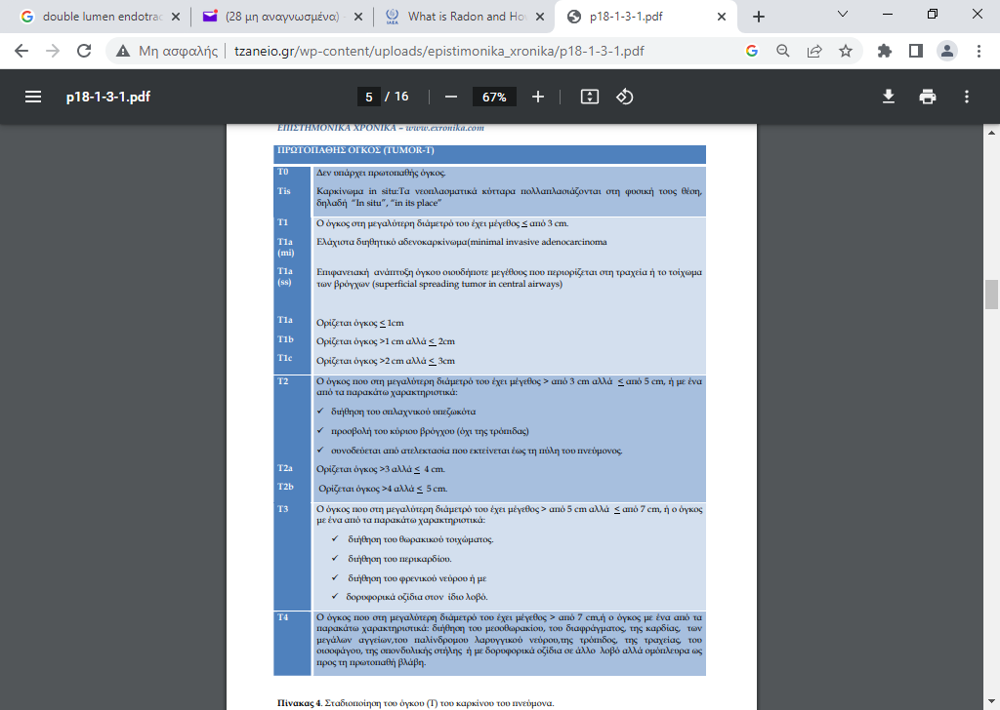 double lumen endotrac
(28 μη αναγνωσμένα)
What is Radon and Ho
p18-1-3-1.pdf
Μη ασφαλής
tzaneio.gr/wp-content/uploads/epistimonika_xronika/p18-1-3-1.pdf
p18-1-3-1.pdf
5 / 16
67%
ΕΠΙΣΤΗΜΟΝΙΚΑ ΧΡΟΝΙΚΑ – www.exronika.com
ΠΡΩΤΟΠΑΘΗΣ ΟΓΚΟΣ (TUMOR-T)
T0 Δεν υπάρχει πρωτοπαθής όγκος.
Tis Καρκίνωμα in situ:Τα νεοπλασματικά κύτταρα πολλαπλασιάζονται στη φυσική τους θέση,
δηλαδή “In situ”, “in its place”
T1 Ο όγκος στη μεγαλύτερη διάμετρό του έχει μέγεθος ≤ από 3 cm.
T1a Ελάχιστα διηθητικό αδενοκαρκίνωμα(minimal invasive adenocarcinoma
(mi)
T1a Επιφανειακή ανάπτυξη όγκου οιουδήποτε μεγέθους που περιορίζεται στη τραχεία ή το τοίχωμα
(ss) των βρόγχων (superficial spreading tumor in central airways)
T1a Ορίζεται όγκος ≤ 1cm
T1b Ορίζεται όγκος >1 cm αλλά ≤ 2cm
T1c Ορίζεται όγκος >2 cm αλλά ≤ 3cm
T2 Ο όγκος που στη μεγαλύτερη διάμετρό του έχει μέγεθος > από 3 cm αλλά ≤ από 5 cm, ή με ένα
από τα παρακάτω χαρακτηριστικά:
✓ διήθηση του σπλαχνικού υπεζωκότα
✓ προσβολή του κύριου βρόγχου (όχι της τρόπιδας)
✓ συνοδεύεται από ατελεκτασία που εκτείνεται έως τη πύλη του πνεύμονος.
T2a Ορίζεται όγκος >3 αλλά ≤ 4 cm.
T2b Ορίζεται όγκος >4 αλλά ≤ 5 cm.
T3 Ο όγκος που στη μεγαλύτερη διάμετρό του έχει μέγεθος > από 5 cm αλλά ≤ από 7 cm, ή ο όγκος
με ένα από τα παρακάτω χαρακτηριστικά:
✓ διήθηση του θωρακικού τοιχώματος.
✓ διήθηση του περικαρδίου.
✓ διήθηση του φρενικού νεύρου ή με
✓ δορυφορικά οζίδια στον ίδιο λοβό.
T4 Ο όγκος που στη μεγαλύτερη διάμετρό του έχει μέγεθος > από 7 cm,ή ο όγκος με ένα από τα
παρακάτω χαρακτηριστικά: διήθηση του μεσοθωρακίου, του διαφράγματος, της καρδίας, των
μεγάλων αγγείων,του παλίνδρομου λαρυγγικού νεύρου,της τρόπιδος, της τραχείας, του
οισοφάγου, της σπονδυλικής στήλης ή με δορυφορικά οζίδια σε άλλο λοβό αλλά ομόπλευρα ως
προς τη πρωτοπαθή βλάβη.
Πίνακας 4. Σταδιοποίηση του όγκου (Τ) του καρκίνου του πνεύμονα.